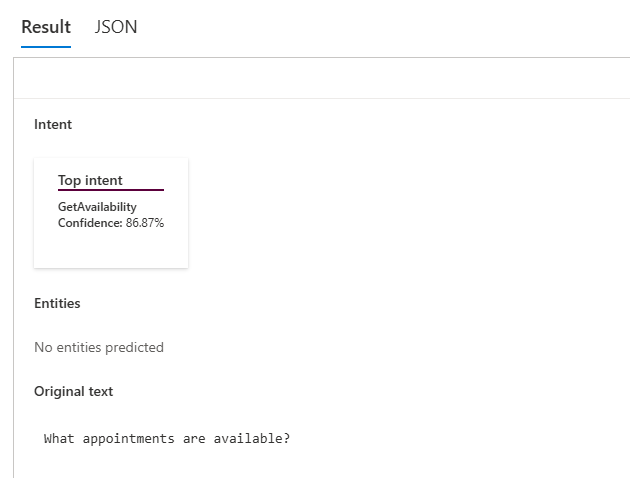 Result JSON
Intent
Top intent
GetAvailability
Confidence: 86.87%
Entities
No entities predicted
Original text
What appointments are available?